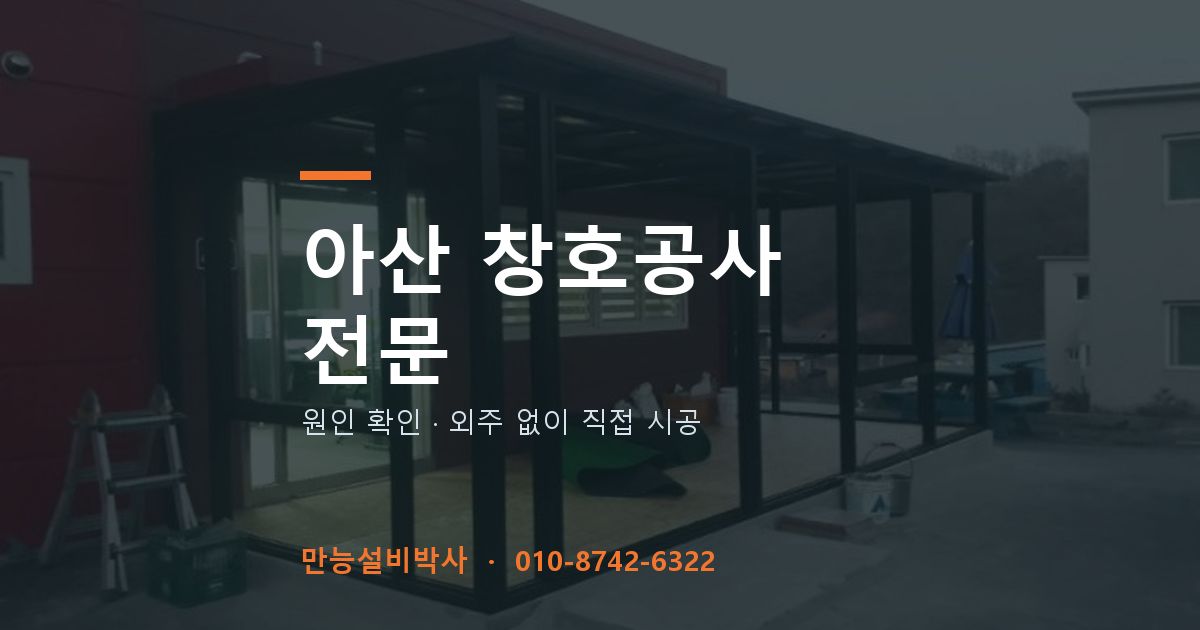 아산 창호공사
전문
원인 확인 · 외주 없이 직접 시공
만능설비박사 · 010-8742-6322